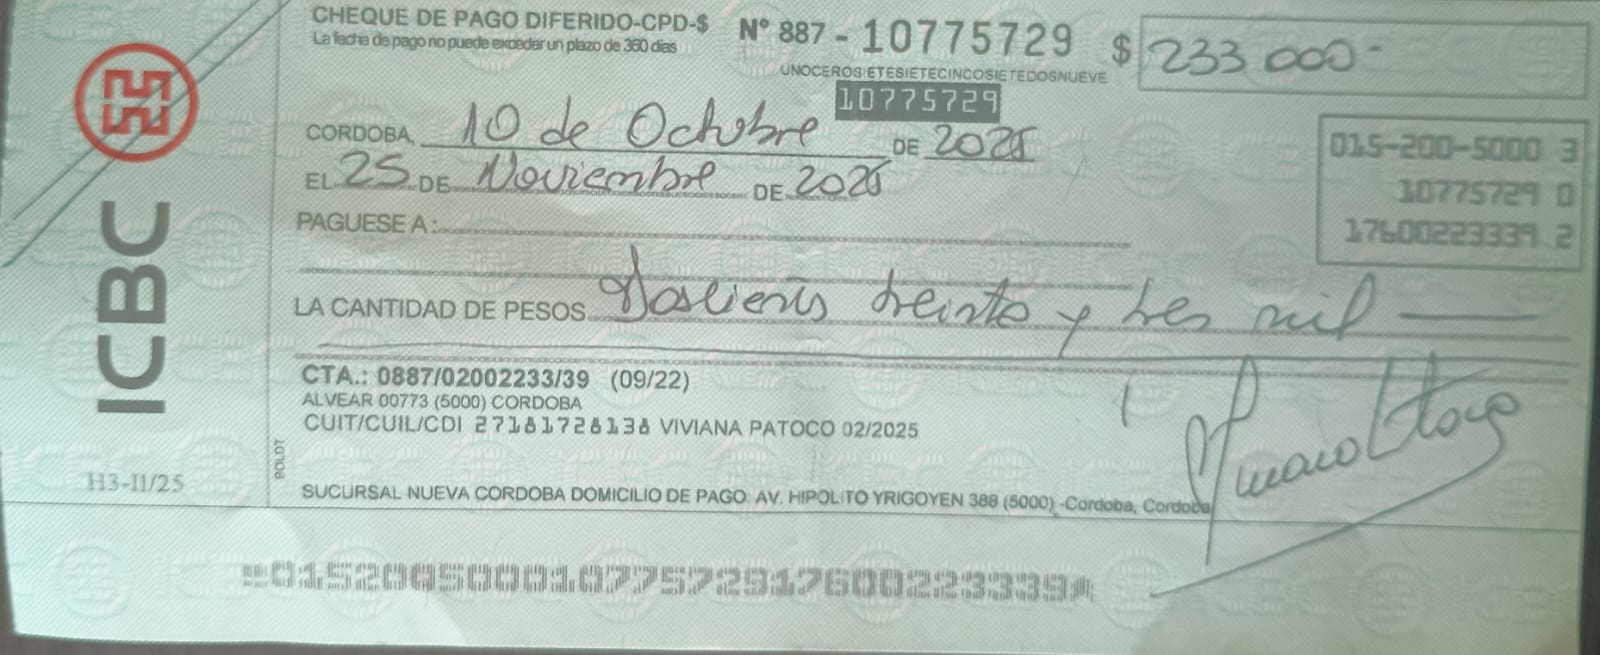 CHEQUE DE PAGO DIFERIDO-CPD-$ N° 887 - 10775729 $ 233 000-
La fecha de pago no puede exceder un plazo de 360 días
UNOCEROSIETESIETECINCOSIETEDOSNUEVE
10775729
CORDOBA, 10 de Octubre DE 2025
EL 25 DE Noviembre DE 2025
015-200-5000 3
10775729 0
17600223339 2
PAGUESE A:
LA CANTIDAD DE PESOS Doscientos treinta y tres mil
CTA.: 0887/02002233/39 (09/22)
ALVEAR 00773 (5000) CORDOBA
CUIT/CUIL/CDI 27181728138 VIVIANA PATOCO 02/2025
SUCURSAL NUEVA CORDOBA DOMICILIO DE PAGO: AV. HIPOLITO YRIGOYEN 388 (5000) -Cordoba, Cordoba
ICBC
H3-II/25
BOLDT
01520050001077572917600223339